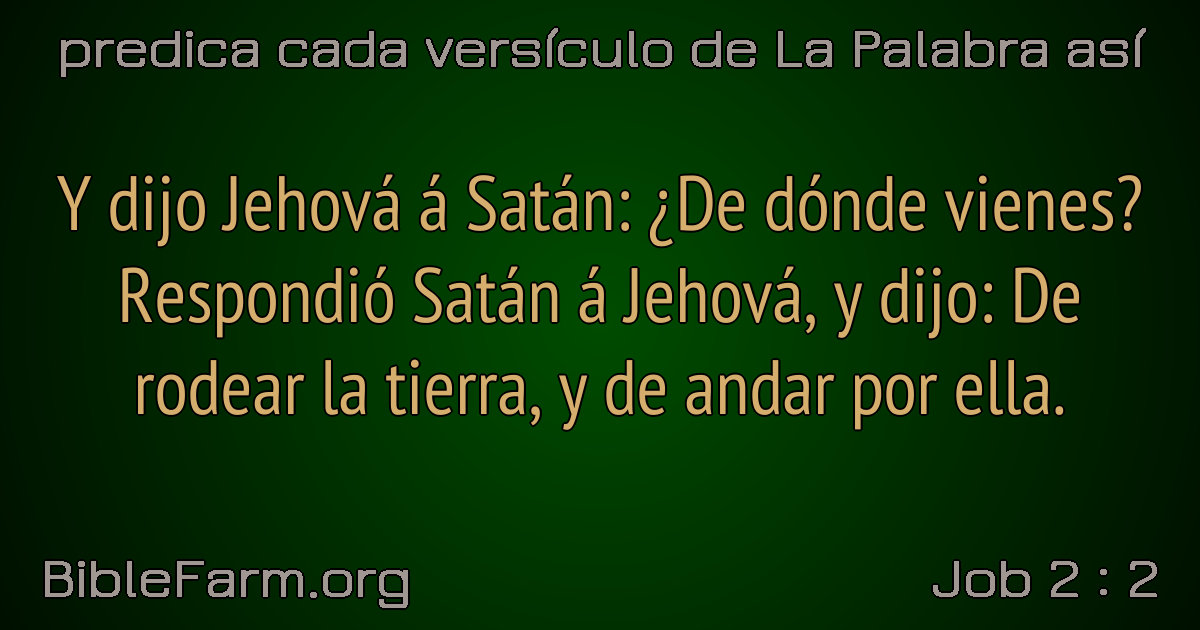 predica cada versículo de La Palabra así
Y dijo Jehová á Satán: ¿De dónde vienes?
Respondió Satán á Jehová, y dijo: De
rodear la tierra, y de andar por ella.
BibleFarm.org
Job 2 : 2